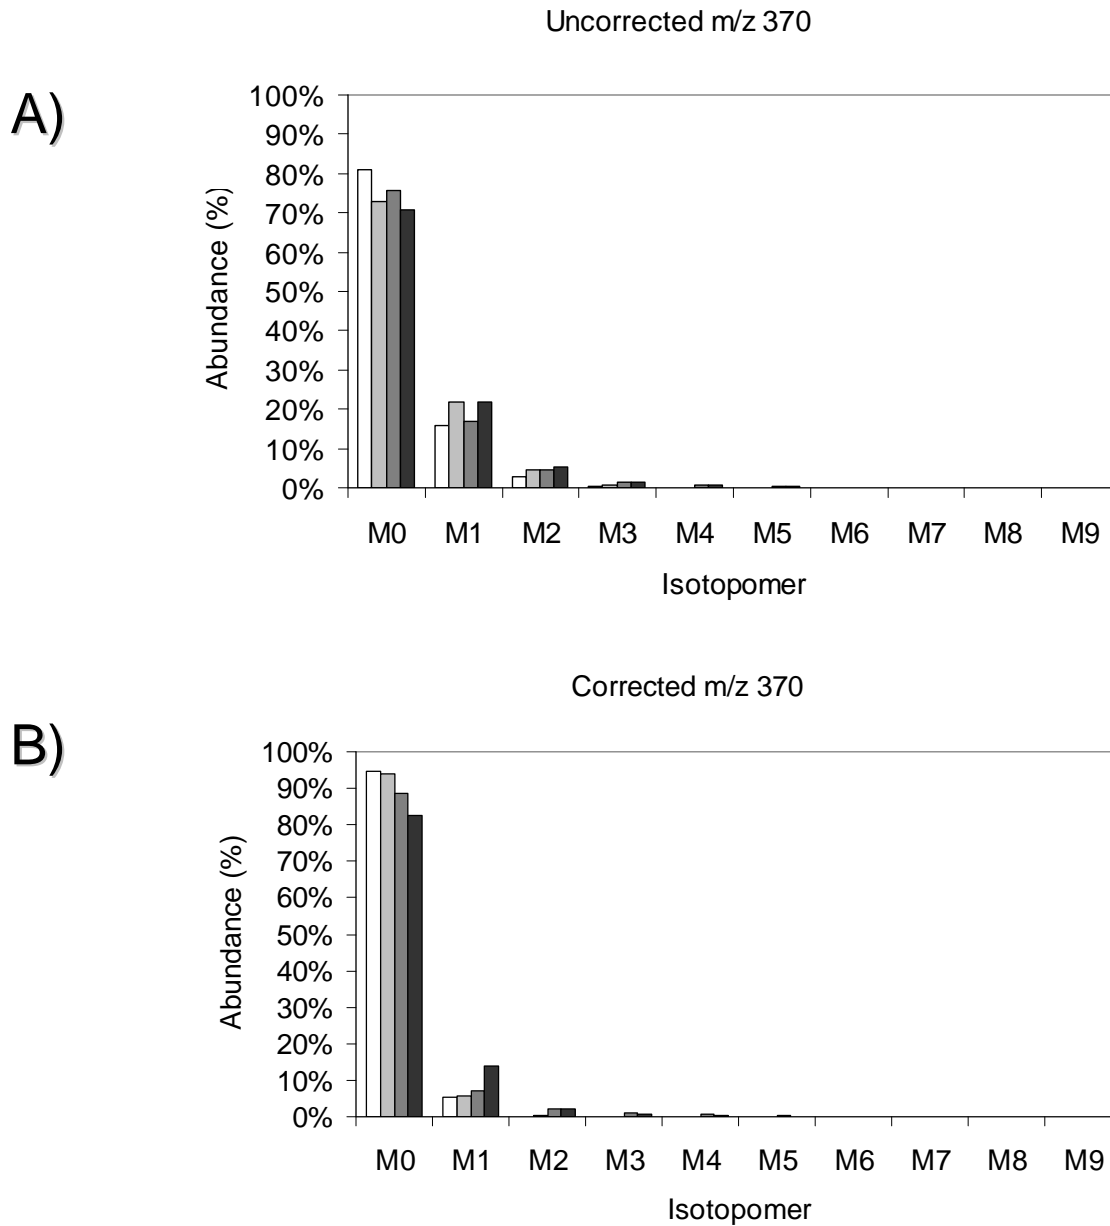 Uncorrected m/z 370
A)
100%
90%
80%
70%
60%
50%
40%
30%
20%
10%
0%
Abundance (%)
M0 M1 M2 M3 M4 M5 M6 M7 M8 M9
Isotopomer
Corrected m/z 370
B)
100%
90%
80%
70%
60%
50%
40%
30%
20%
10%
0%
Abundance (%)
M0 M1 M2 M3 M4 M5 M6 M7 M8 M9
Isotopomer